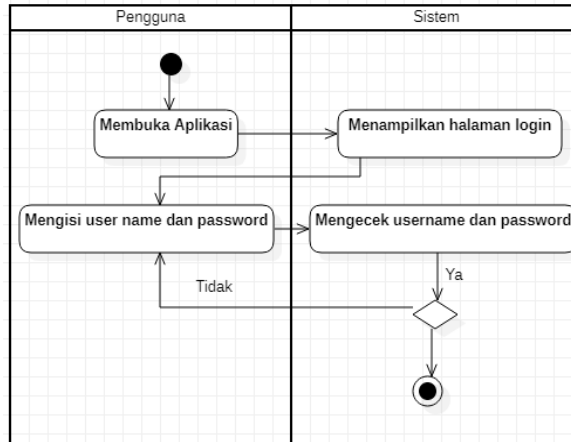 Pengguna
Sistem
Membuka Aplikasi
Menampilkan halaman login
Mengisi user name dan password
Mengecek username dan password
Ya
Tidak